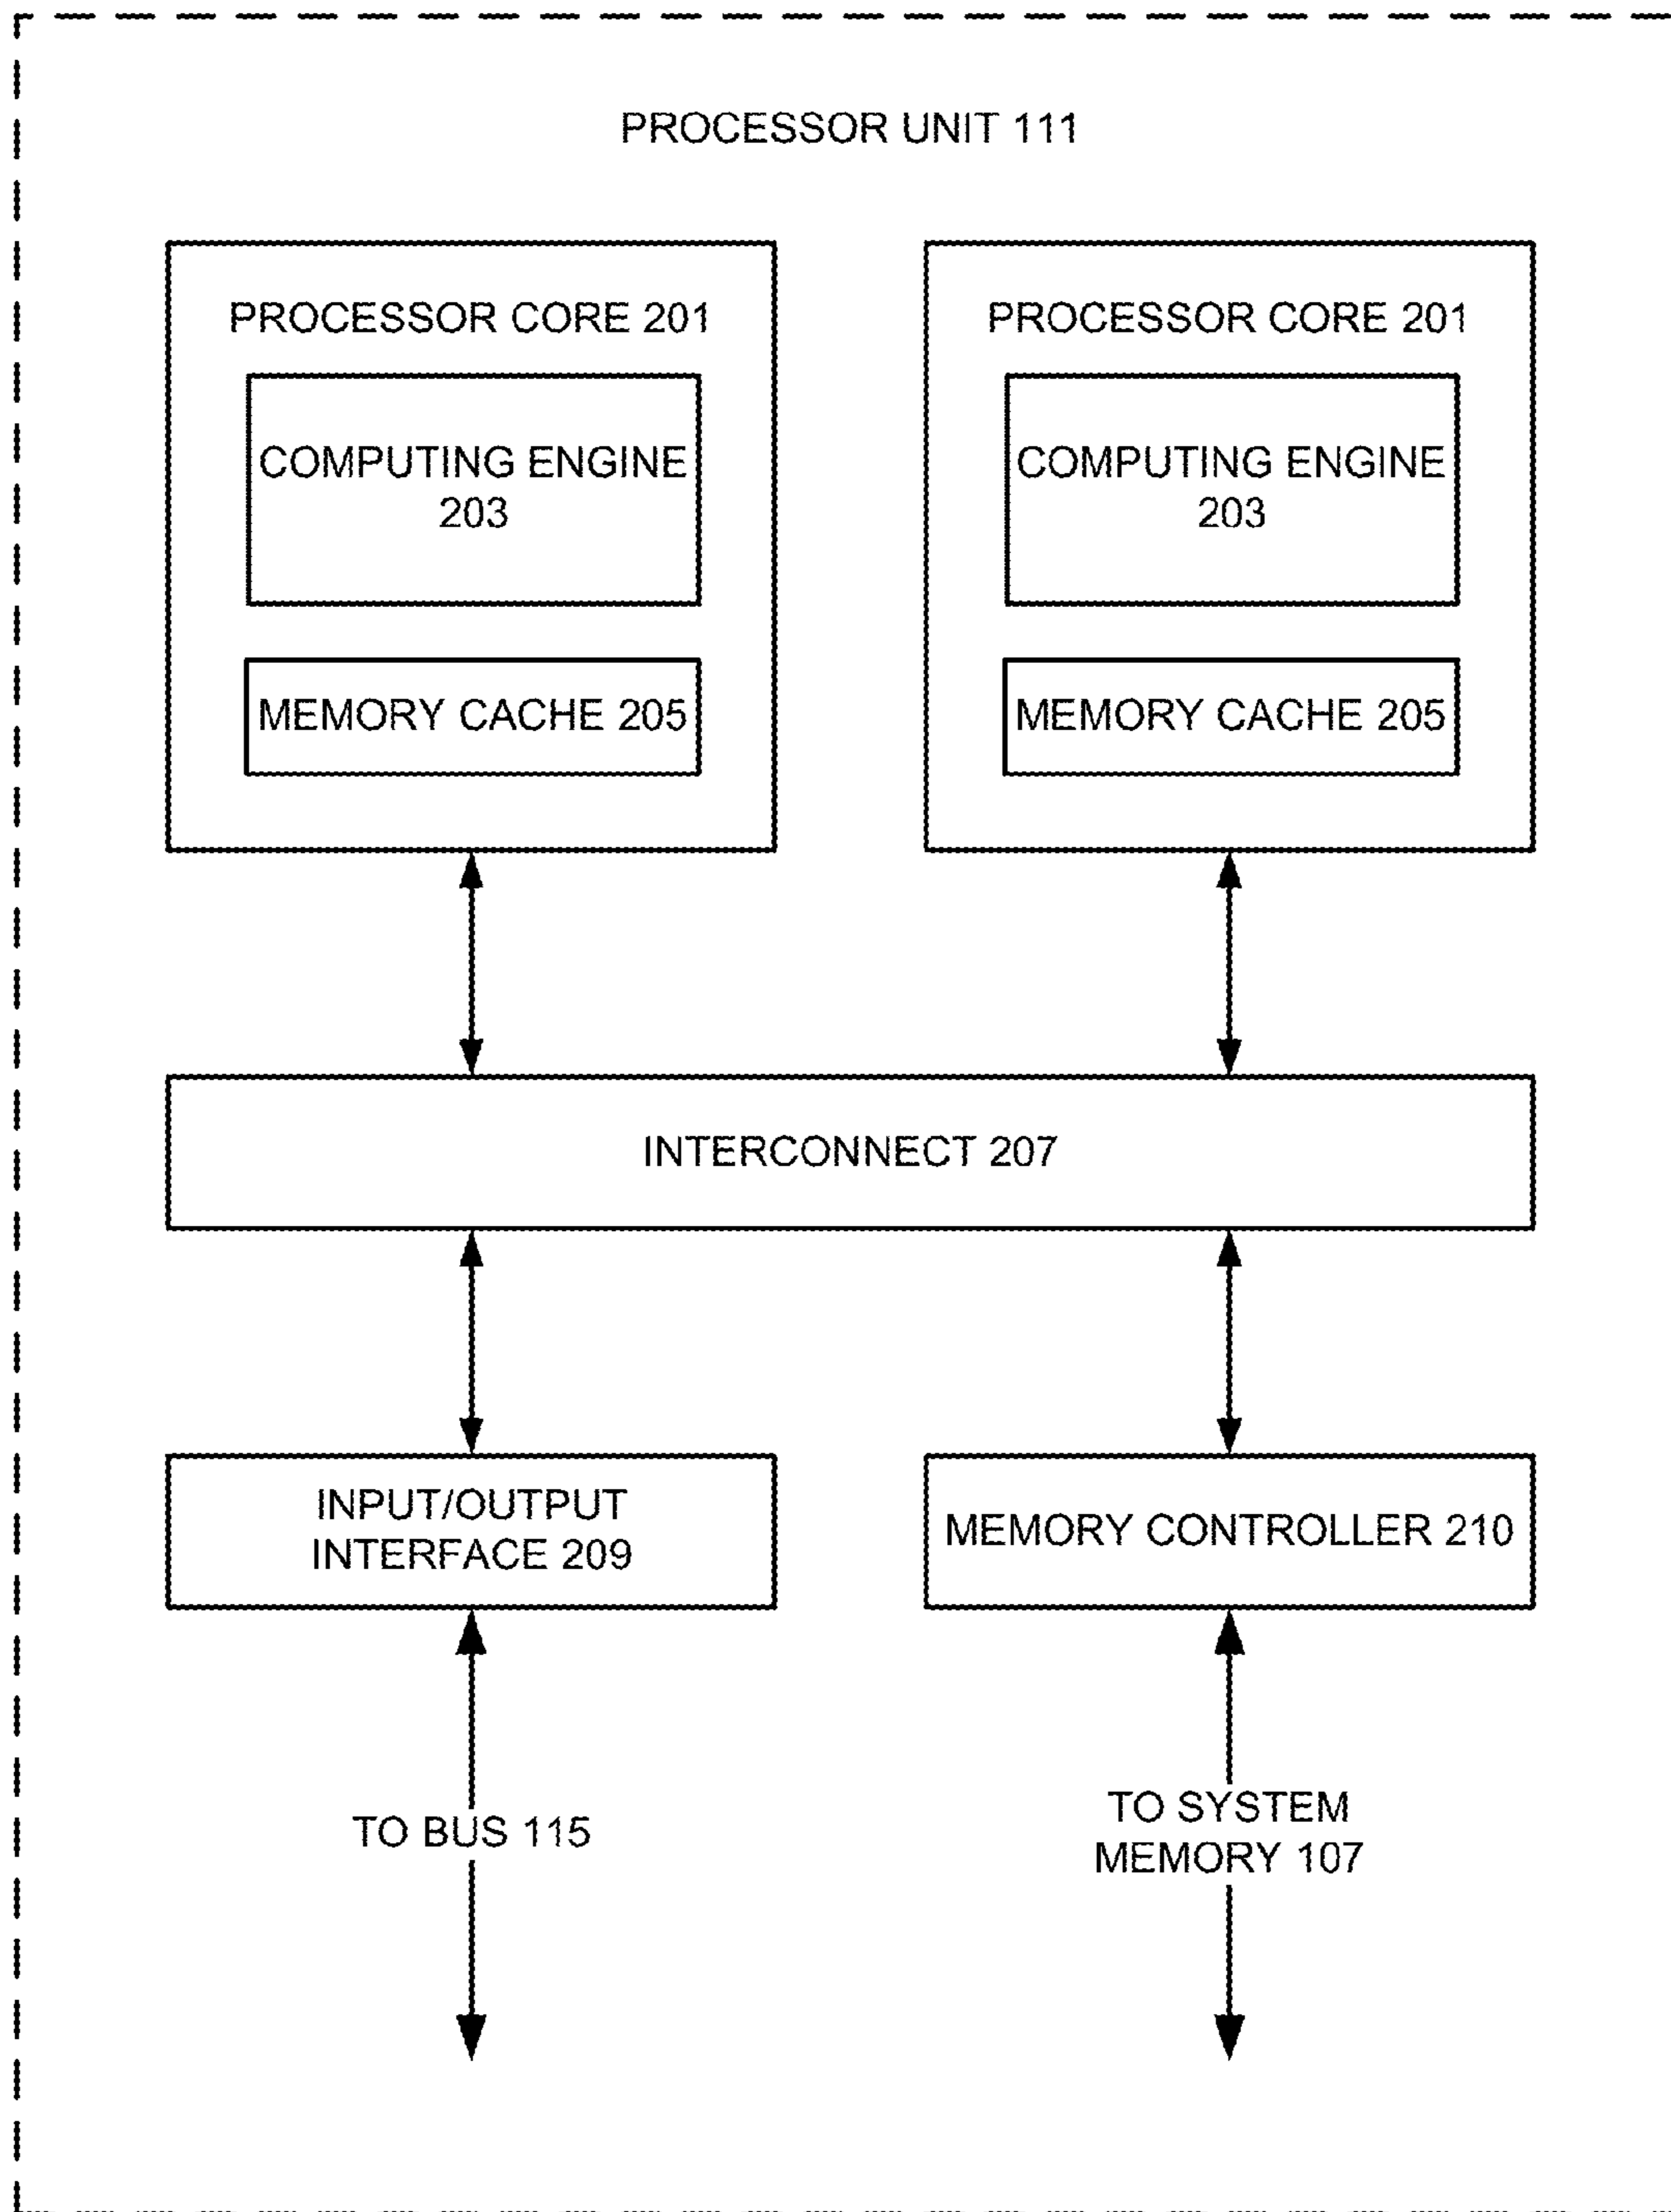 PROCESSOR UNIT 111
PROCESSOR CORE 201
COMPUTING ENGINE
203
MEMORY CACHE 205
PROCESSOR CORE 201
COMPUTING ENGINE
203
MEMORY CACHE 205
INTERCONNECT 207
INPUT/OUTPUT
INTERFACE 209
MEMORY CONTROLLER 210
TO BUS 115
TO SYSTEM
MEMORY 107